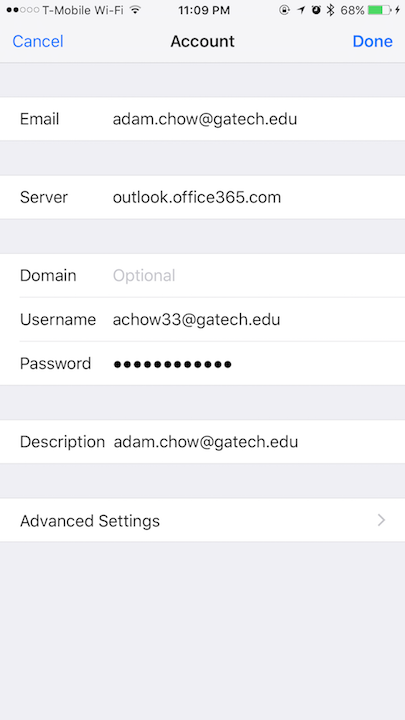 T-Mobile Wi-Fi 11:09 PM 68%
Cancel Account Done
Email adam.chow@gatech.edu
Server outlook.office365.com
Domain Optional
Username achow33@gatech.edu
Password ●●●●●●●●●●●●
Description adam.chow@gatech.edu
Advanced Settings